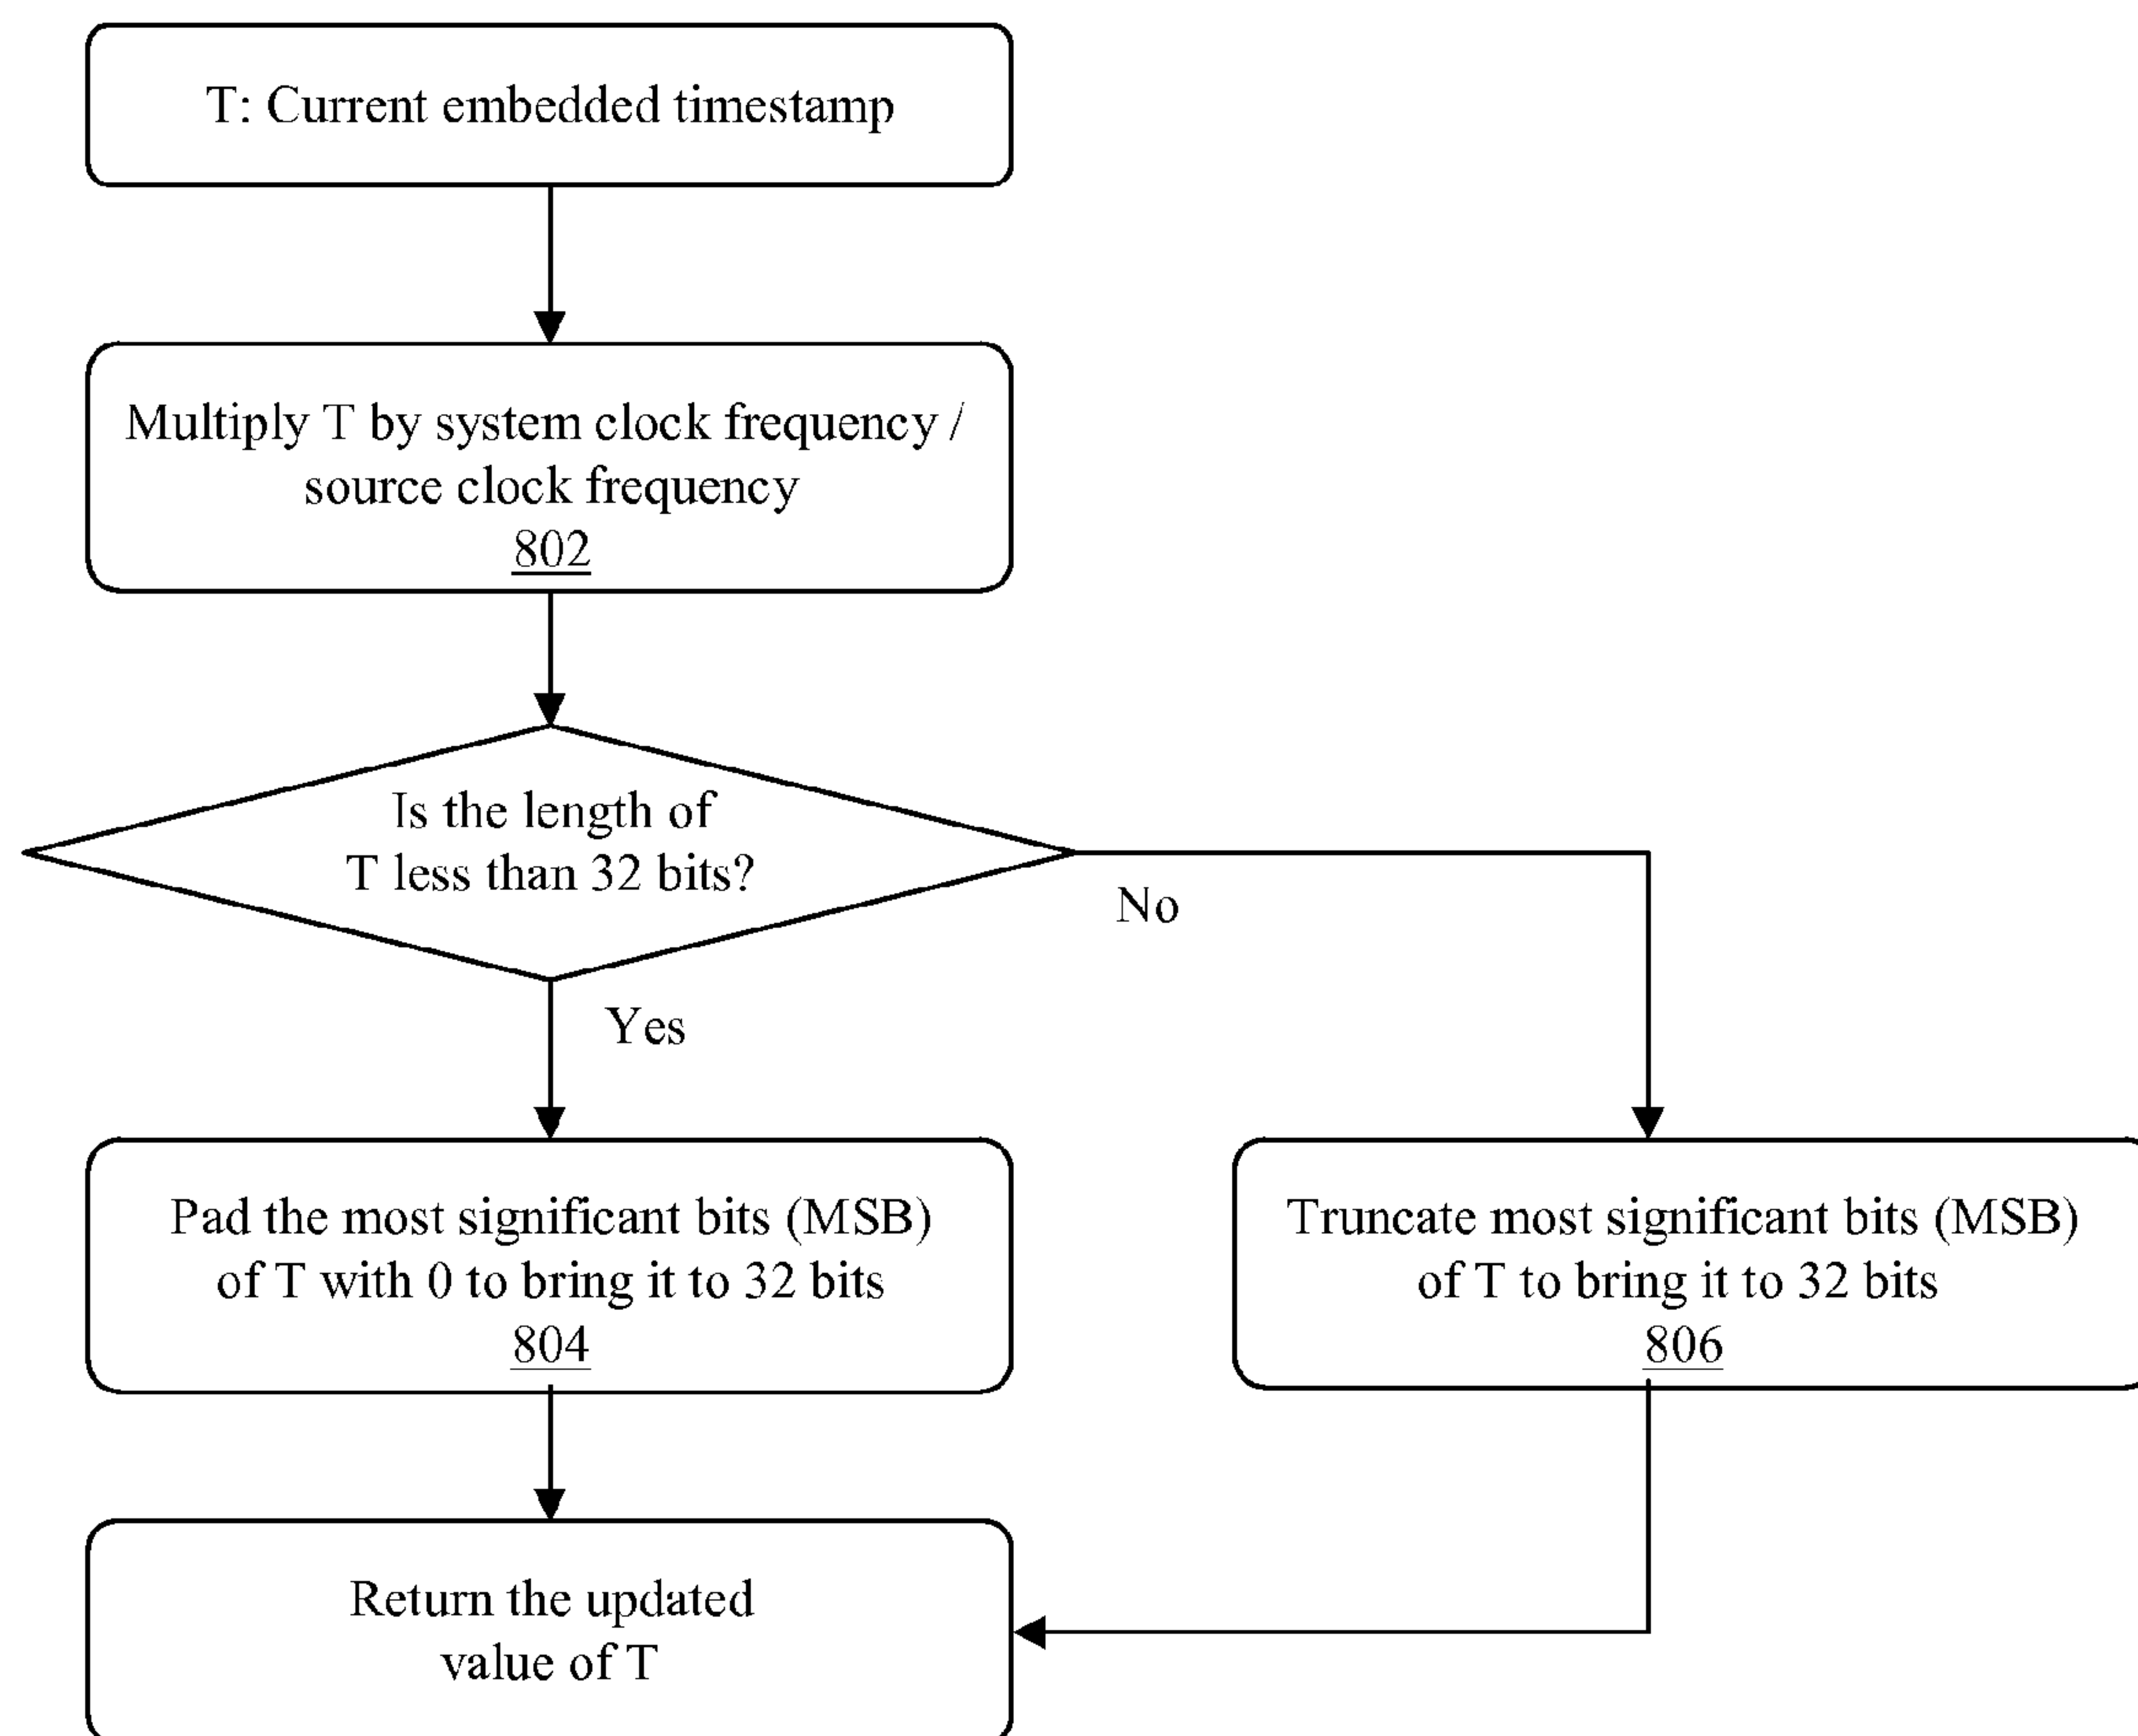 T: Current embedded timestamp
Multiply T by system clock frequency /
source clock frequency
802
Is the length of
T less than 32 bits?
No
Yes
Pad the most significant bits (MSB)
of T with 0 to bring it to 32 bits
804
Truncate most significant bits (MSB)
of T to bring it to 32 bits
806
Return the updated
value of T